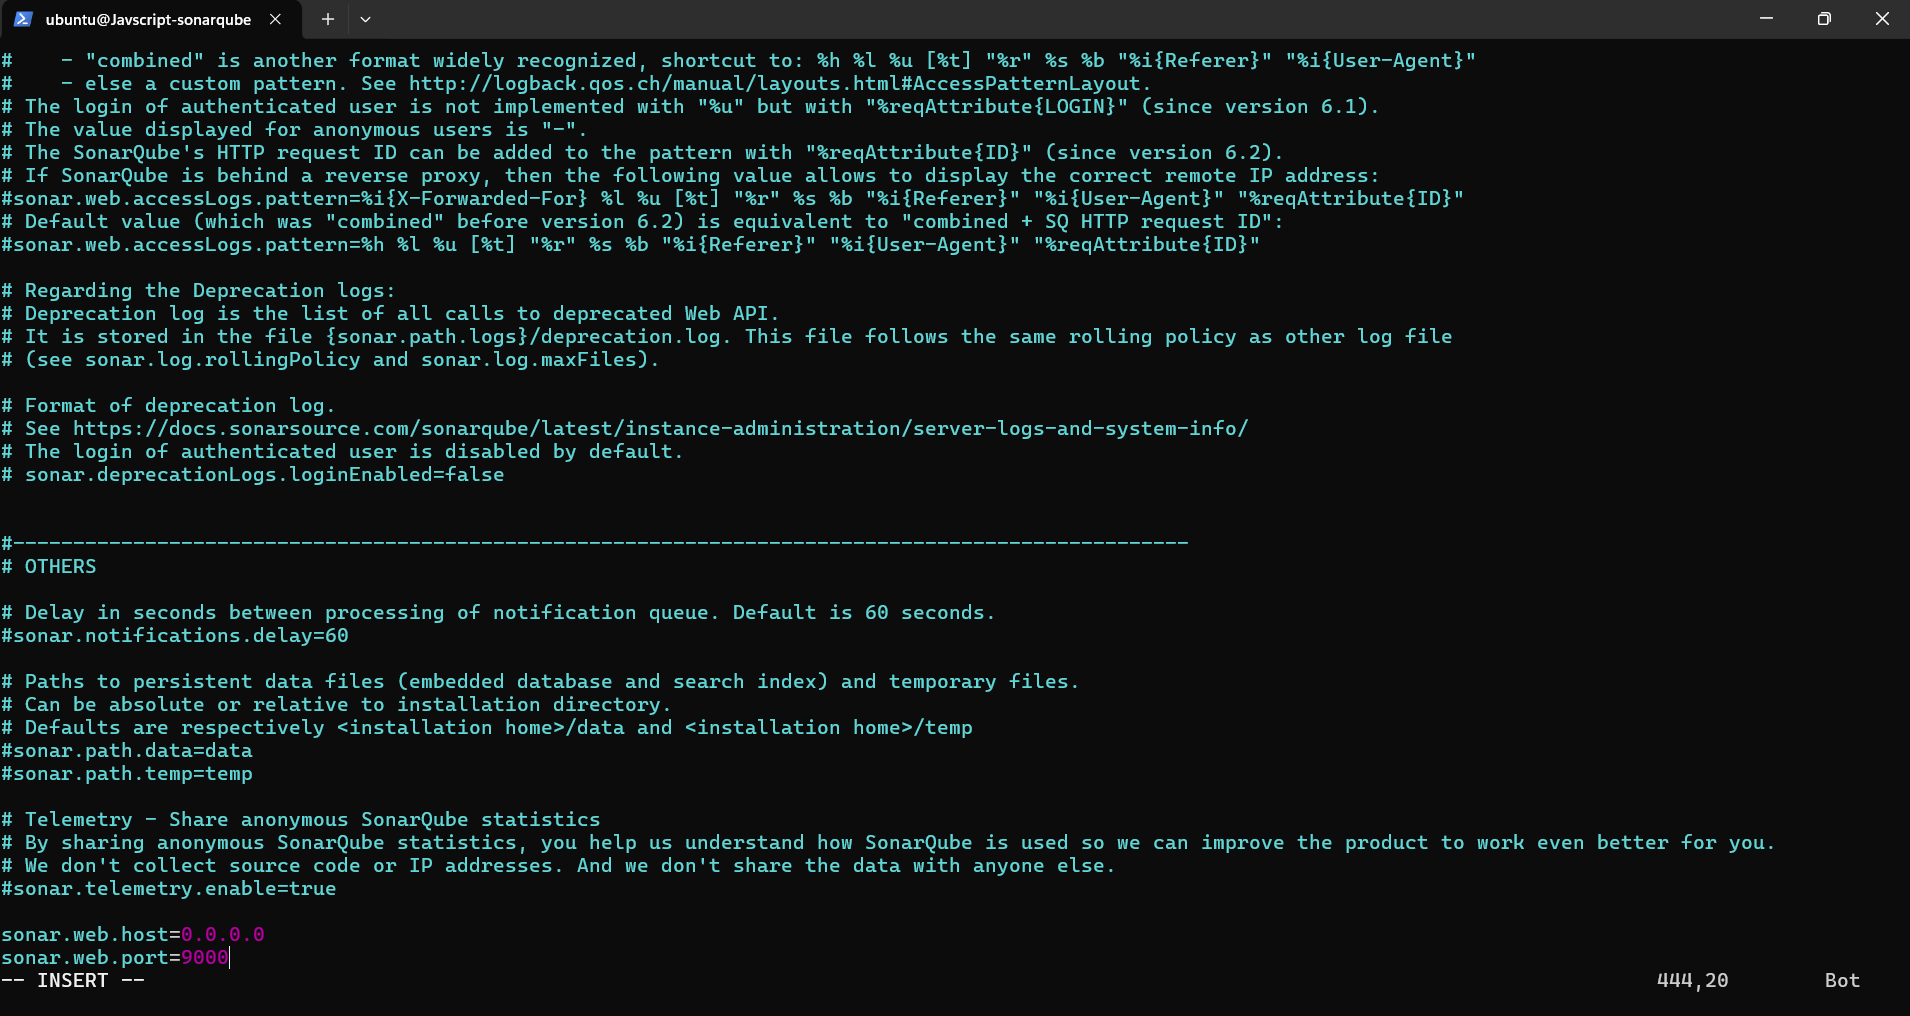 ubuntu@Javscript-sonarqube
#    - "combined" is another format widely recognized, shortcut to: %h %l %u [%t] "%r" %s %b "%i{Referer}" "%i{User-Agent}"
#    - else a custom pattern. See http://logback.qos.ch/manual/layouts.html#AccessPatternLayout.
# The login of authenticated user is not implemented with "%u" but with "%reqAttribute{LOGIN}" (since version 6.1).
# The value displayed for anonymous users is "-".
# The SonarQube's HTTP request ID can be added to the pattern with "%reqAttribute{ID}" (since version 6.2).
# If SonarQube is behind a reverse proxy, then the following value allows to display the correct remote IP address:
#sonar.web.accessLogs.pattern=%i{X-Forwarded-For} %l %u [%t] "%r" %s %b "%i{Referer}" "%i{User-Agent}" "%reqAttribute{ID}"
# Default value (which was "combined" before version 6.2) is equivalent to "combined + SQ HTTP request ID":
#sonar.web.accessLogs.pattern=%h %l %u [%t] "%r" %s %b "%i{Referer}" "%i{User-Agent}" "%reqAttribute{ID}"

# Regarding the Deprecation logs:
# Deprecation log is the list of all calls to deprecated Web API.
# It is stored in the file {sonar.path.logs}/deprecation.log. This file follows the same rolling policy as other log file
# (see sonar.log.rollingPolicy and sonar.log.maxFiles).

# Format of deprecation log.
# See https://docs.sonarsource.com/sonarqube/latest/instance-administration/server-logs-and-system-info/
# The login of authenticated user is disabled by default.
# sonar.deprecationLogs.loginEnabled=false

#--------------------------------------------------------------------------------------------------
# OTHERS

# Delay in seconds between processing of notification queue. Default is 60 seconds.
#sonar.notifications.delay=60

# Paths to persistent data files (embedded database and search index) and temporary files.
# Can be absolute or relative to installation directory.
# Defaults are respectively <installation home>/data and <installation home>/temp
#sonar.path.data=data
#sonar.path.temp=temp

# Telemetry - Share anonymous SonarQube statistics
# By sharing anonymous SonarQube statistics, you help us understand how SonarQube is used so we can improve the product to work even better for you.
# We don't collect source code or IP addresses. And we don't share the data with anyone else.
#sonar.telemetry.enable=true

sonar.web.host=0.0.0.0
sonar.web.port=9000
-- INSERT -- 444,20 Bot